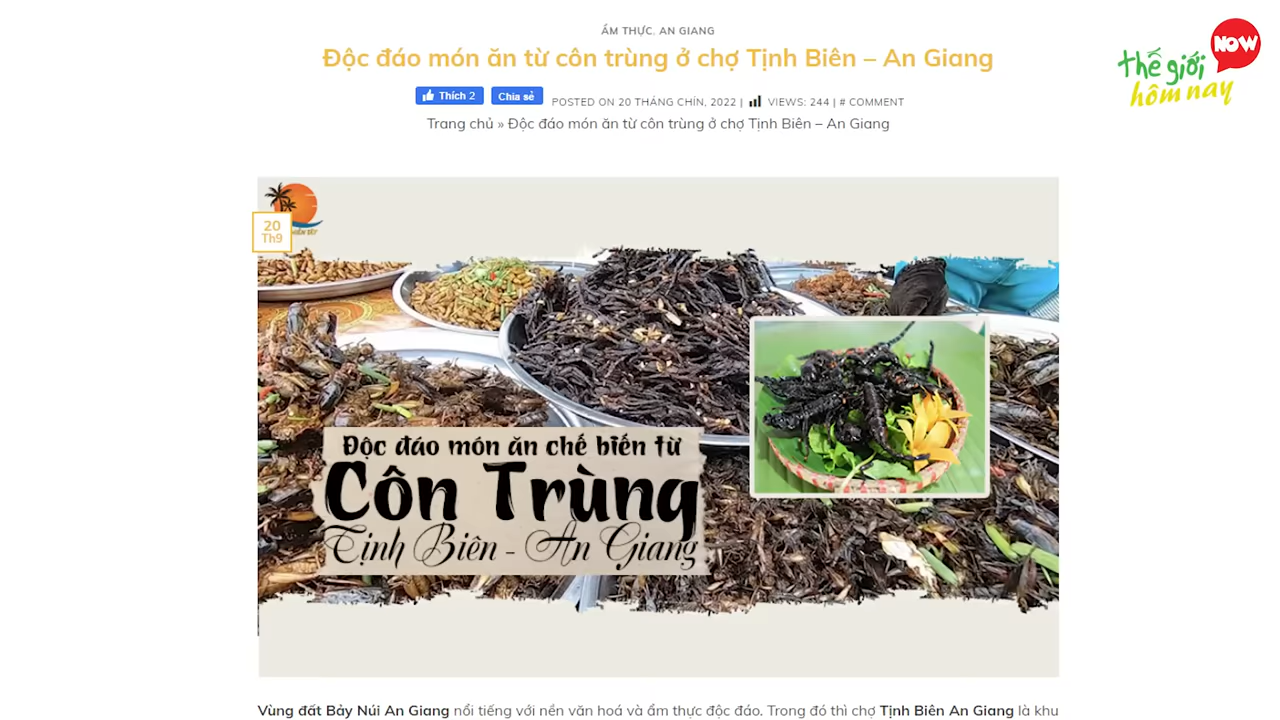 ẨM THỰC. AN GIANG
Độc đáo món ăn từ côn trùng ở chợ Tịnh Biên – An Giang
Thích 2 Chia sẻ POSTED ON 20 THÁNG CHÍN, 2022 | VIEWS: 244 | # COMMENT
Trang chủ » Độc đáo món ăn từ côn trùng ở chợ Tịnh Biên – An Giang
NOW
thế giới
hôm nay
20
Th9
Độc đáo món ăn chế biến từ
Côn Trùng
Tịnh Biên - An Giang
Vùng đất Bảy Núi An Giang nổi tiếng với nền văn hoá và ẩm thực độc đáo. Trong đó thì chợ Tịnh Biên An Giang là khu